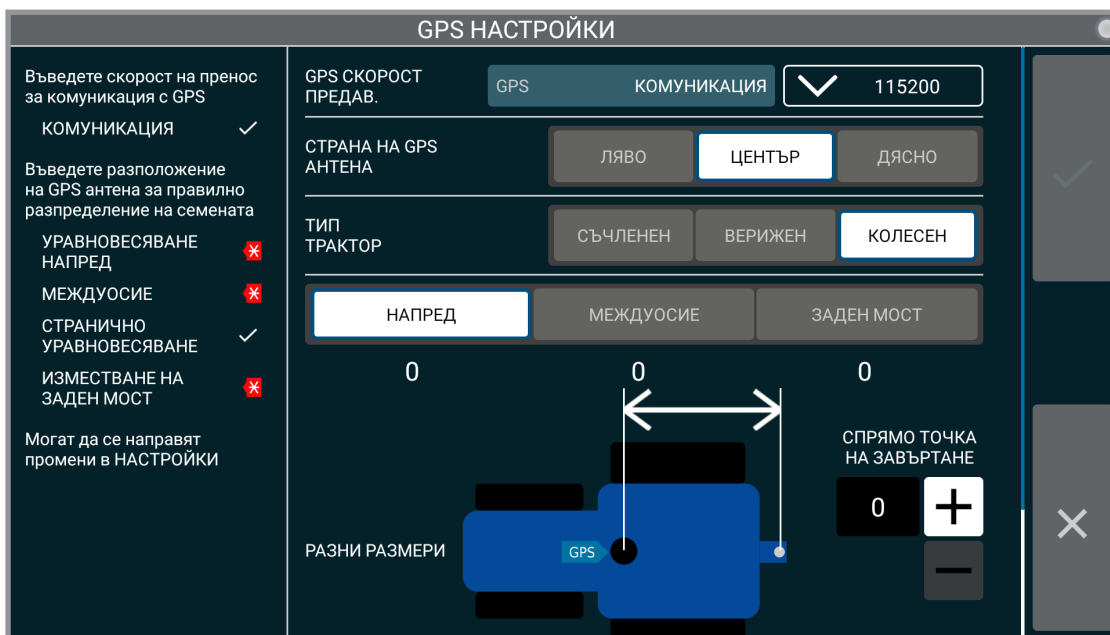 GPS НАСТРОЙКИ
Въведете скорост на пренос
за комуникация с GPS
КОМУНИКАЦИЯ
Въведете разположение
на GPS антена за правилно
разпределение на семената
УРАВНОВЕСЯВАНЕ
НАПРЕД
МЕЖДУОСИЕ
СТРАНИЧНО
УРАВНОВЕСЯВАНЕ
ИЗМЕСТВАНЕ НА
ЗАДЕН МОСТ
Могат да се направят
промени в НАСТРОЙКИ
GPS СКОРОСТ
ПРЕДАВ.
GPS КОМУНИКАЦИЯ 115200
СТРАНА НА GPS
АНТЕНА
ЛЯВО ЦЕНТЪР ДЯСНО
ТИП
ТРАКТОР
СЪЧЛЕНЕН ВЕРИЖЕН КОЛЕСЕН
НАПРЕД МЕЖДУОСИЕ ЗАДЕН МОСТ
0 0 0
СПРЯМО ТОЧКА
НА ЗАВЪРТАНЕ
0
РАЗНИ РАЗМЕРИ
GPS